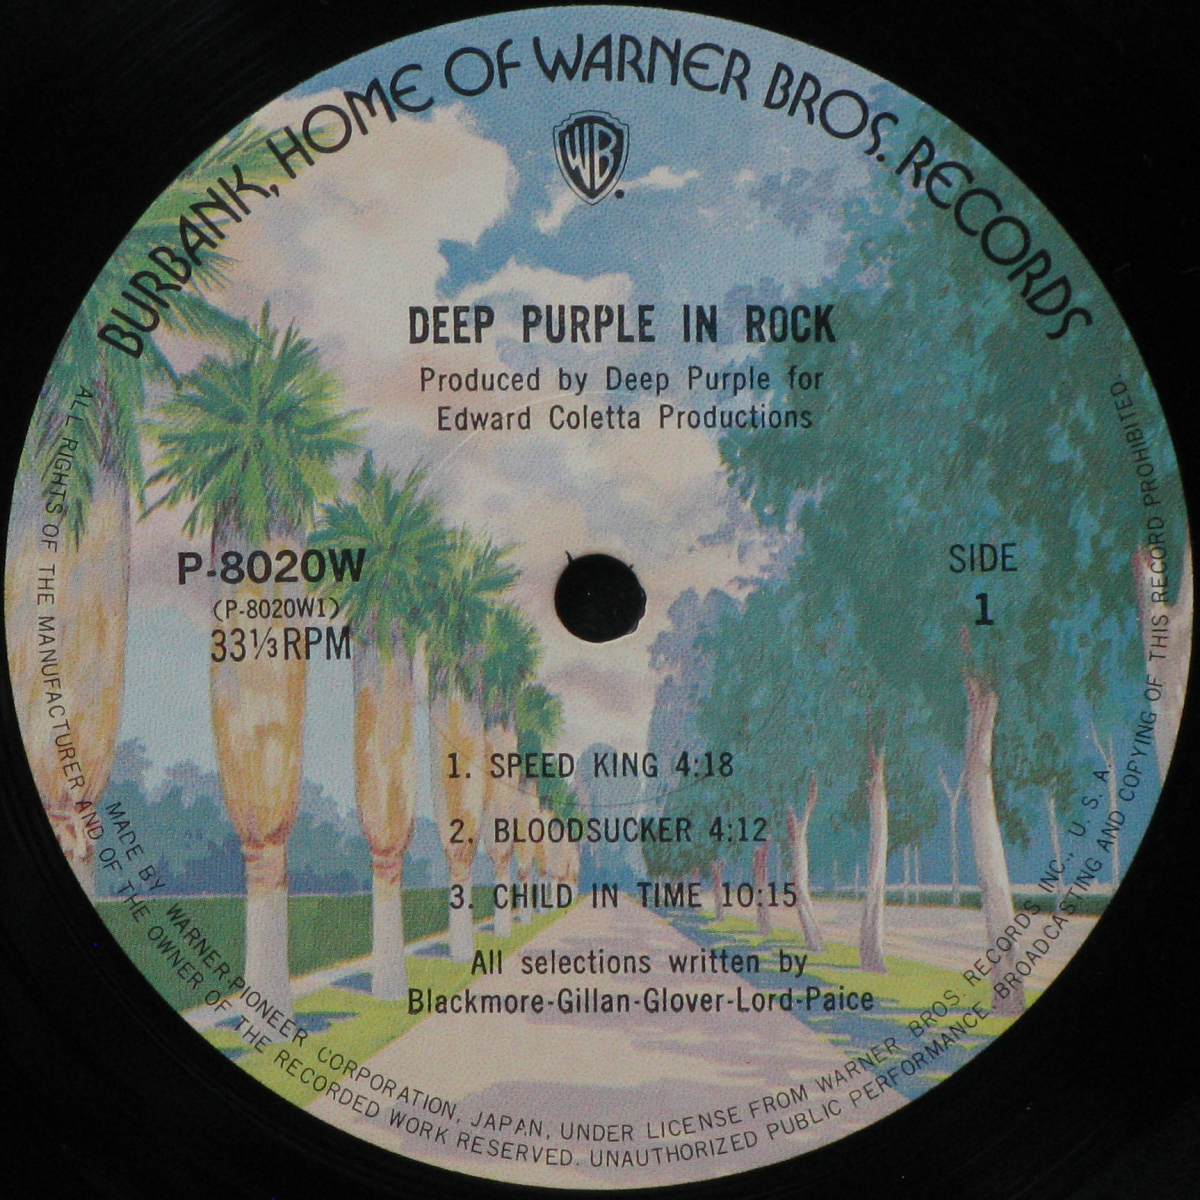 BURBANK, HOME OF WARNER BROS. RECORDS
WB
DEEP PURPLE IN ROCK
Produced by Deep Purple for
Edward Coletta Productions
P-8020W
(P-8020W1)
33⅓RPM
SIDE
1
1. SPEED KING 4:18
2. BLOODSUCKER 4:12
3. CHILD IN TIME 10:15
All selections written by
Blackmore-Gillan-Glover-Lord-Paice
MADE BY WARNER-PIONEER CORPORATION, JAPAN, UNDER LICENSE FROM WARNER BROS. RECORDS INC., U. S. A.
ALL RIGHTS OF THE MANUFACTURER AND OF THE OWNER OF THE RECORDED WORK RESERVED. UNAUTHORIZED PUBLIC PERFORMANCE, BROADCASTING AND COPYING OF THIS RECORD PROHIBITED.